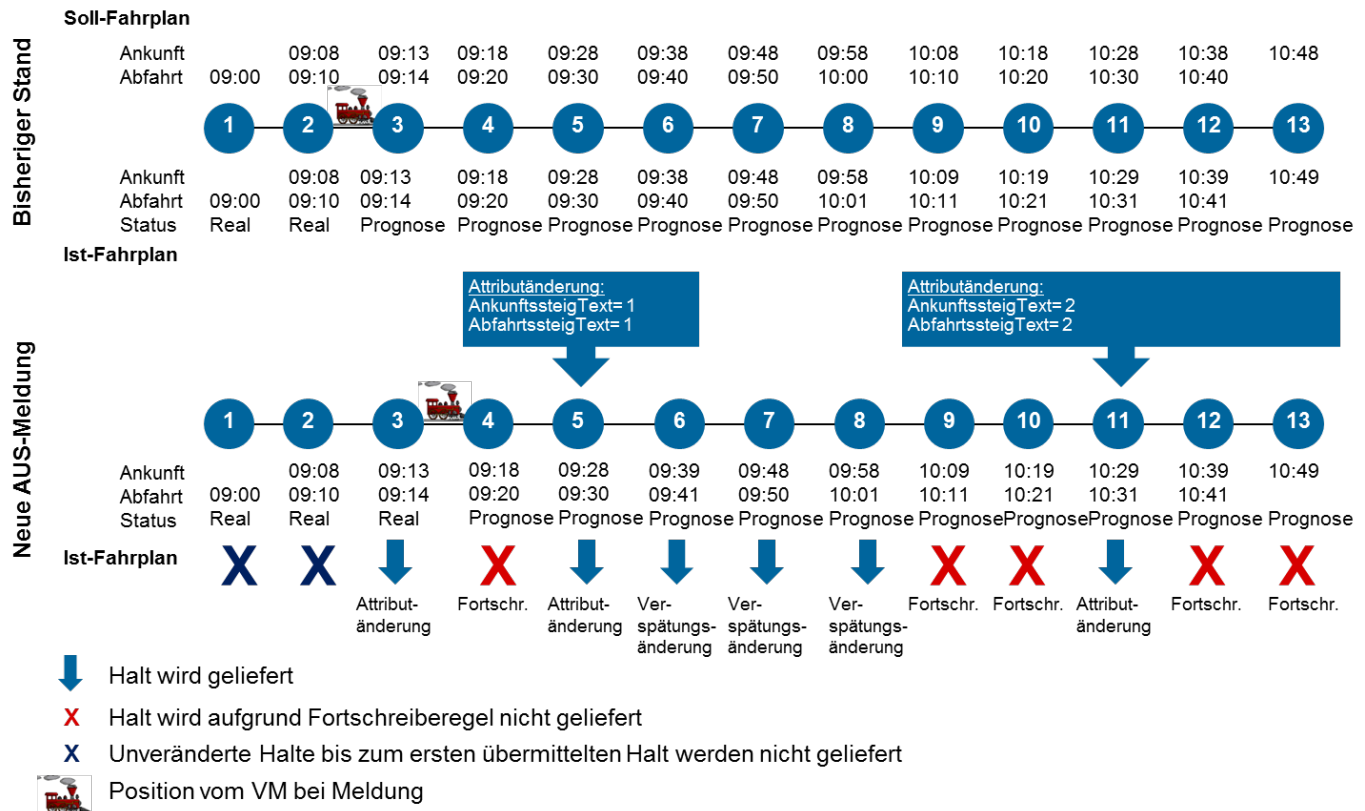 Soll-Fahrplan
Bisheriger Stand
Ankunft 09:08 09:13 09:18 09:28 09:38 09:48 09:58 10:08 10:18 10:28 10:38 10:48
Abfahrt 09:00 09:10 09:14 09:20 09:30 09:40 09:50 10:00 10:10 10:20 10:30 10:40
1 2 3 4 5 6 7 8 9 10 11 12 13
Ankunft 09:08 09:13 09:18 09:28 09:38 09:48 09:58 10:09 10:19 10:29 10:39 10:49
Abfahrt 09:00 09:10 09:14 09:20 09:30 09:40 09:50 10:01 10:11 10:21 10:31 10:41
Status Real Real Prognose Prognose Prognose Prognose Prognose Prognose Prognose Prognose Prognose Prognose Prognose
Ist-Fahrplan
Attributänderung:
AnkunftssteigText= 1
AbfahrtssteigText= 1
Attributänderung:
AnkunftssteigText= 2
AbfahrtssteigText= 2
Neue AUS-Meldung
1 2 3 4 5 6 7 8 9 10 11 12 13
Ankunft 09:08 09:13 09:18 09:28 09:39 09:48 09:58 10:09 10:19 10:29 10:39 10:49
Abfahrt 09:00 09:10 09:14 09:20 09:30 09:41 09:50 10:01 10:11 10:21 10:31 10:41
Status Real Real Real Prognose Prognose Prognose Prognose Prognose Prognose Prognose Prognose Prognose Prognose
Ist-Fahrplan X X X X X X X
Attribut- Fortschr. Attribut- Ver- Ver- Ver- Fortschr. Fortschr. Attribut- Fortschr. Fortschr.
änderung änderung spätungs- spätungs- spätungs- änderung
änderung änderung änderung
Halt wird geliefert
X Halt wird aufgrund Fortschreiberegel nicht geliefert
X Unveränderte Halte bis zum ersten übermittelten Halt werden nicht geliefert
Position vom VM bei Meldung